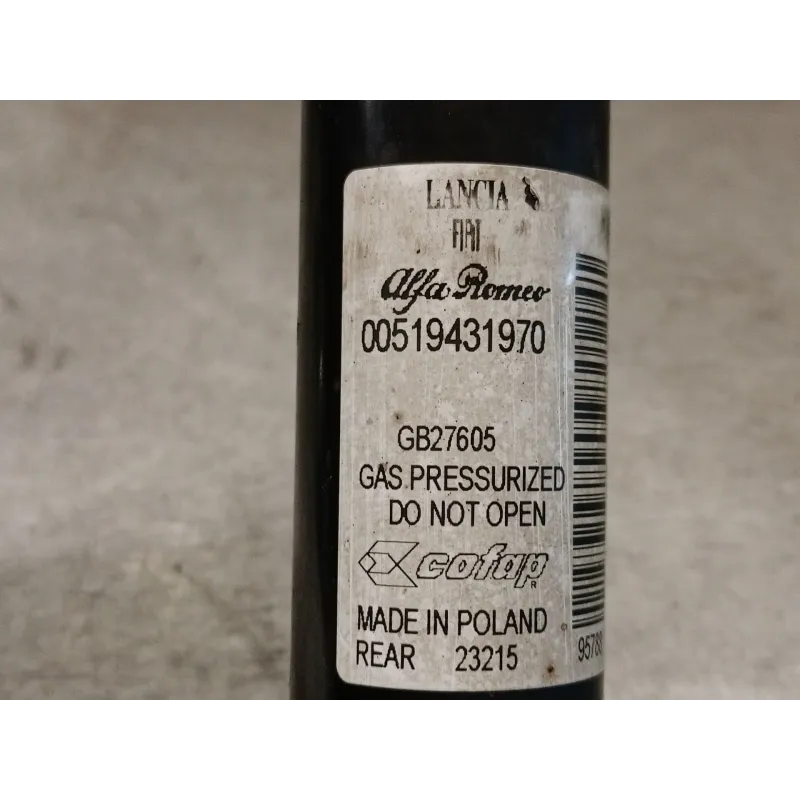 LANCIA
FIAT
Alfa Romeo
00519431970
GB27605
GAS PRESSURIZED
DO NOT OPEN
cofap
R
MADE IN POLAND
REAR 23215